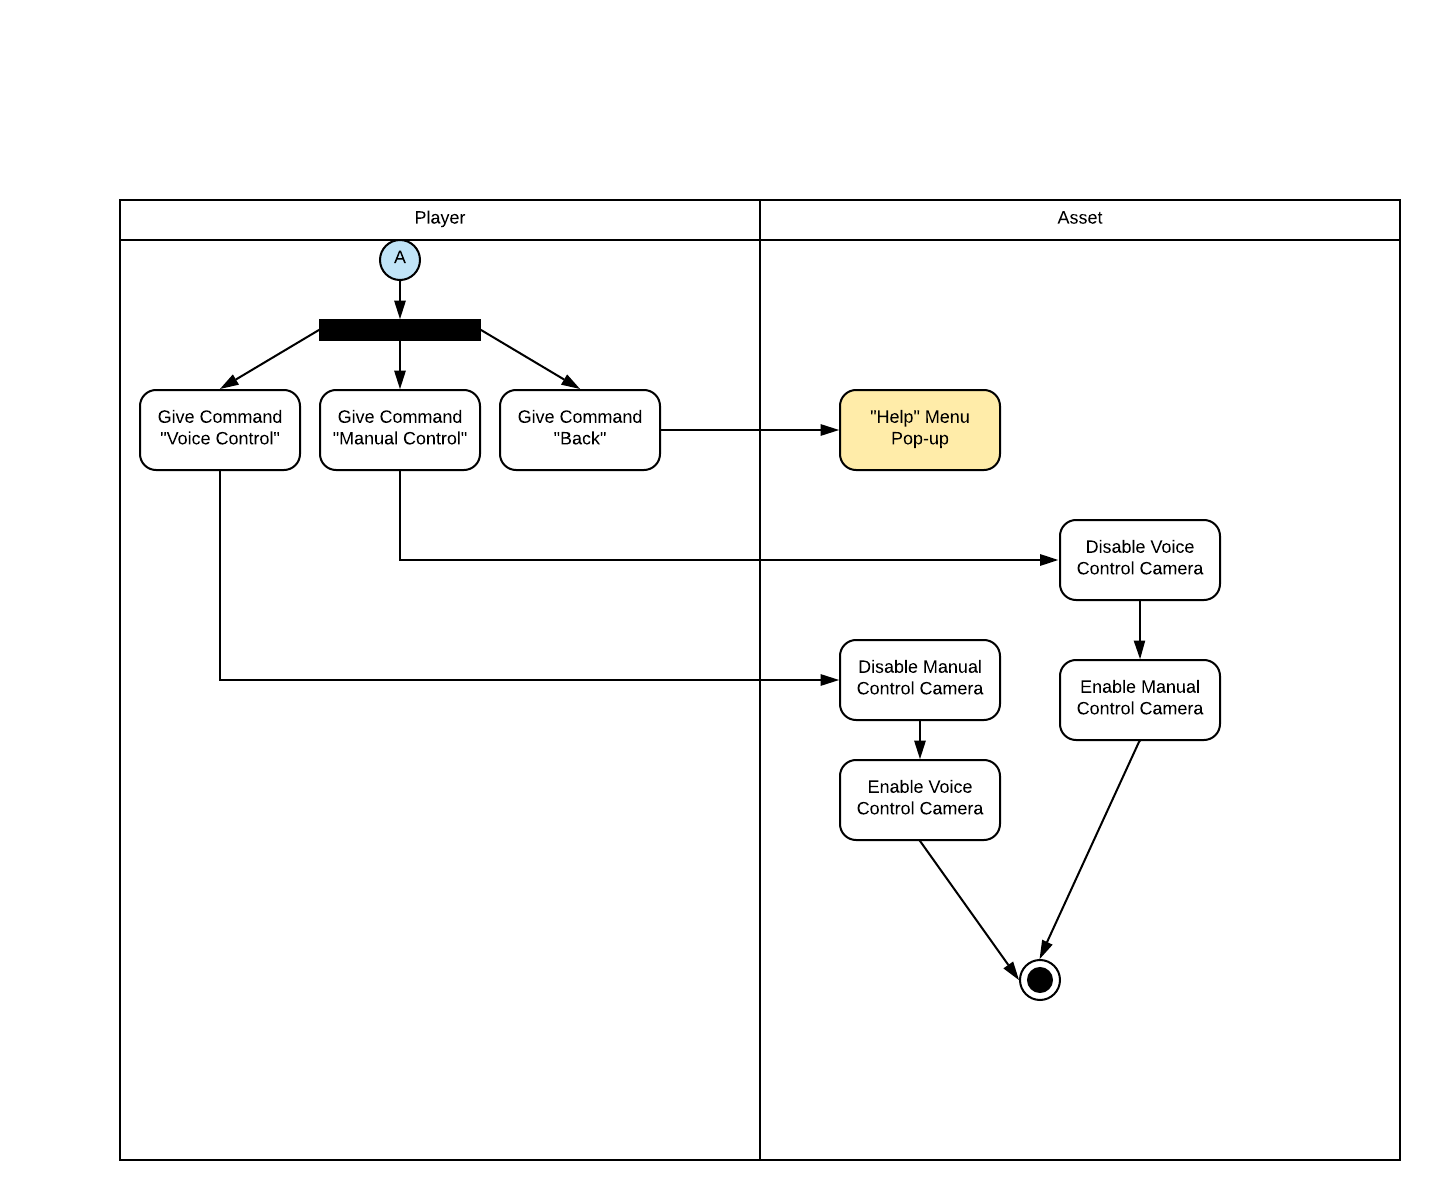 Player
Asset
A
Give Command
"Voice Control"
Give Command
"Manual Control"
Give Command
"Back"
"Help" Menu
Pop-up
Disable Voice
Control Camera
Disable Manual
Control Camera
Enable Manual
Control Camera
Enable Voice
Control Camera